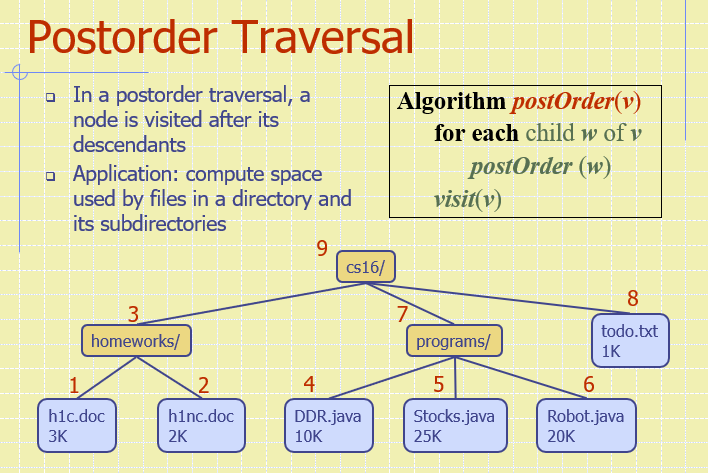 Postorder Traversal
In a postorder traversal, a
node is visited after its
descendants
Application: compute space
used by files in a directory and
its subdirectories
Algorithm postOrder(v)
for each child w of v
postOrder (w)
visit(v)
9
cs16/
3
homeworks/
7
programs/
8
todo.txt
1K
1
h1c.doc
3K
2
h1nc.doc
2K
4
DDR.java
10K
5
Stocks.java
25K
6
Robot.java
20K